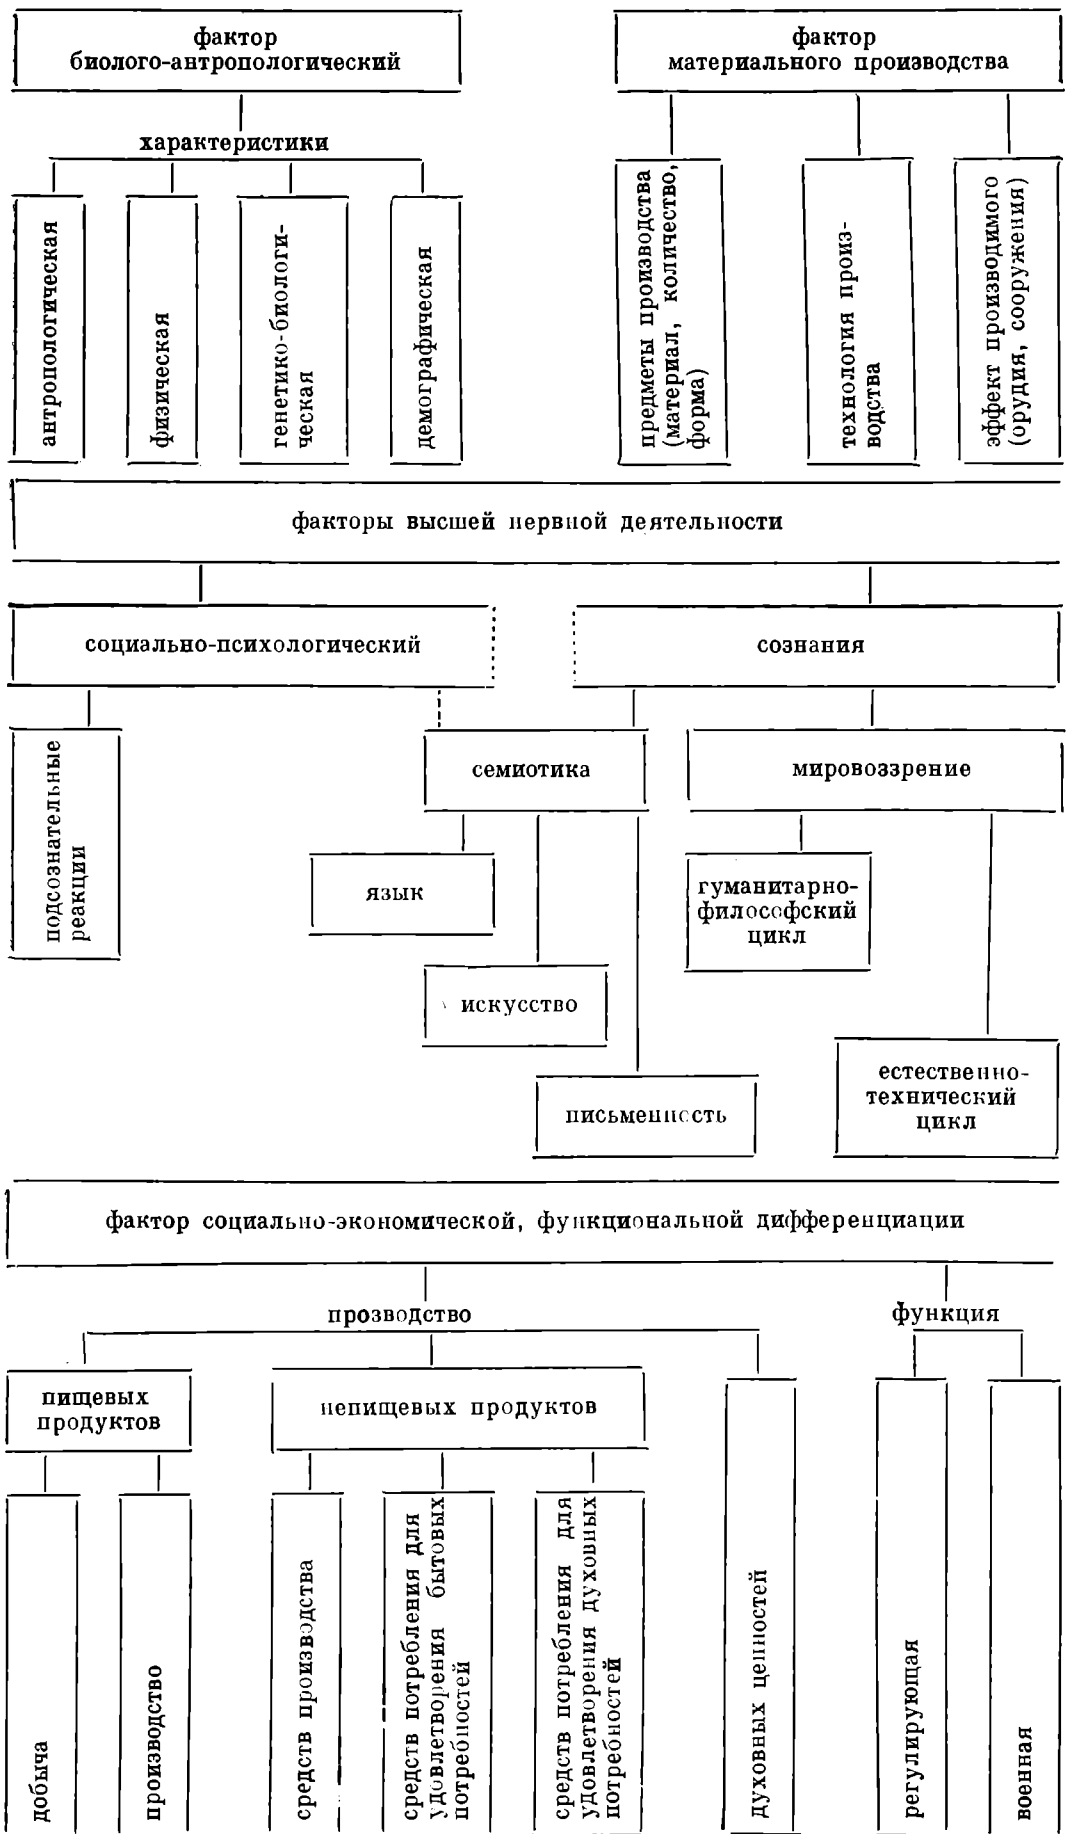 фактор
биолого-антропологический
фактор
материального производства
характеристики
антропологическая
физическая
генетико-биологи-
ческая
демографическая
предметы производства
(материал, количество,
форма)
технология произ-
водства
эффект производимого
(орудия, сооружения)
факторы высшей нервной деятельности
социально-психологический
сознания
подсознательные
реакции
семиотика
мировоззрение
язык
гуманитарно-
философский
цикл
искусство
естественно-
технический
цикл
письменность
фактор социально-экономической, функциональной дифференциации
прозводство
функция
пищевых
продуктов
непищевых продуктов
добыча
производство
средств производства
средств потребления для
удовлетворения бытовых
потребностей
средств потребления для
удовлетворения духовных
потребностей
духовных ценностей
регулирующая
военная